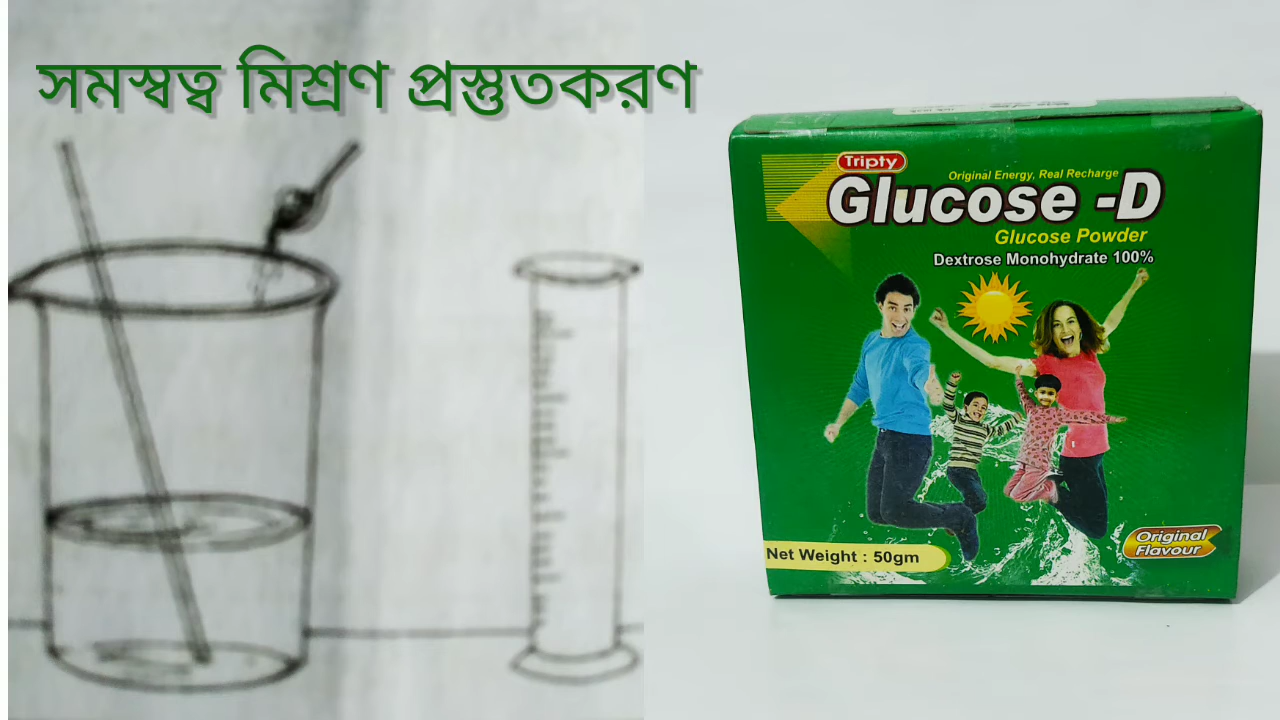 সমস্বত্ব মিশ্রণ প্রস্তুতকরণ
Tripty
Original Energy, Real Recharge
Glucose -D
Glucose Powder
Dextrose Monohydrate 100%
Original
Flavour
Net Weight : 50gm